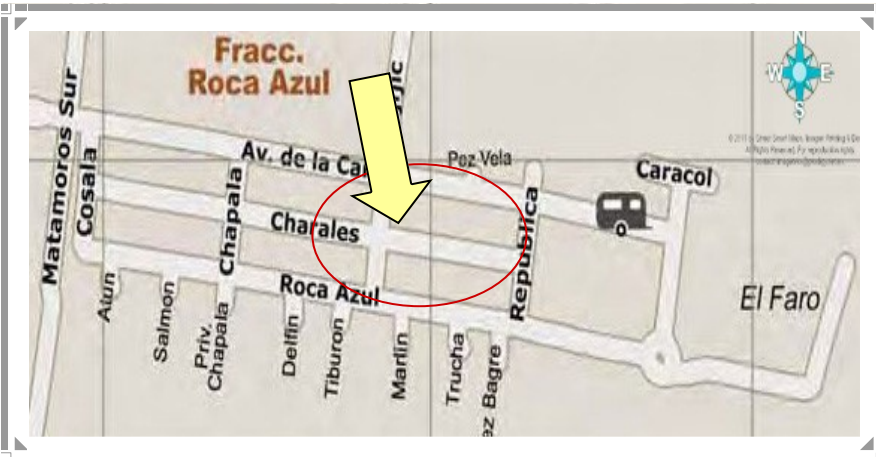 Fracc.
Roca Azul
N
W
E
S
Matamoros Sur
Cosala
Av. de la Ca
Pez Vela
Caracol
Chapala
Charales
Republica
Roca Azul
El Faro
Atun
Salmon
Priv.
Chapala
Delfin
Tiburon
Marlin
Trucha
ez Bagre